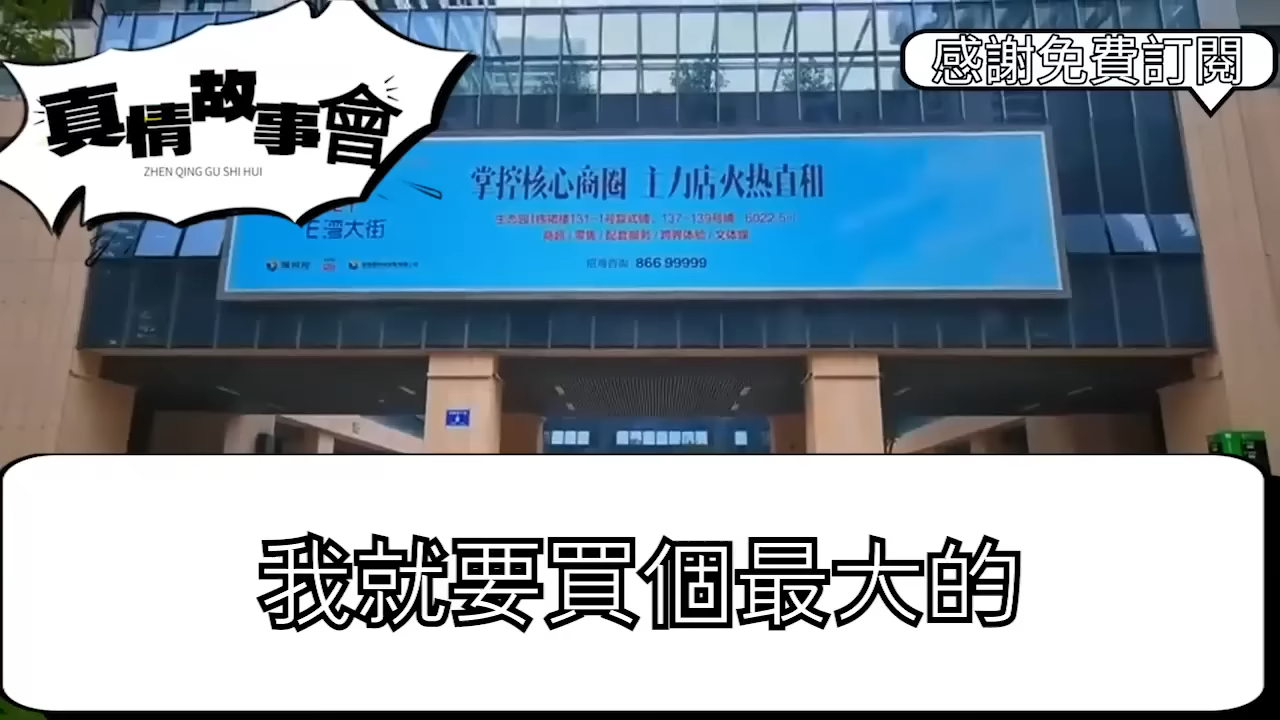 真情故事會
ZHEN QING GU SHI HUI
感謝免費訂閱
掌控核心商圈 主力店火热直租
湾大街
866 99999
我就要買個最大的